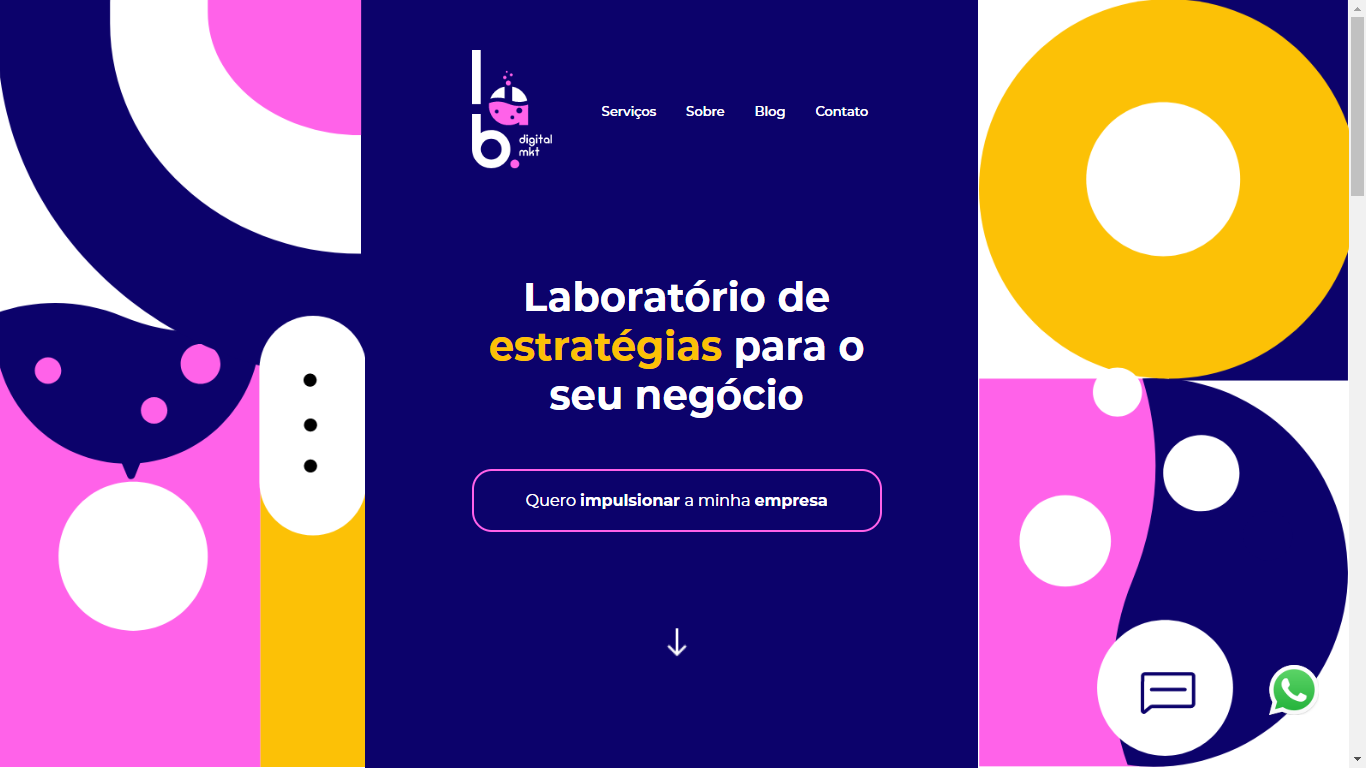 lab.
digital
mkt
Serviços Sobre Blog Contato
Laboratório de
estratégias para o
seu negócio
Quero impulsionar a minha empresa